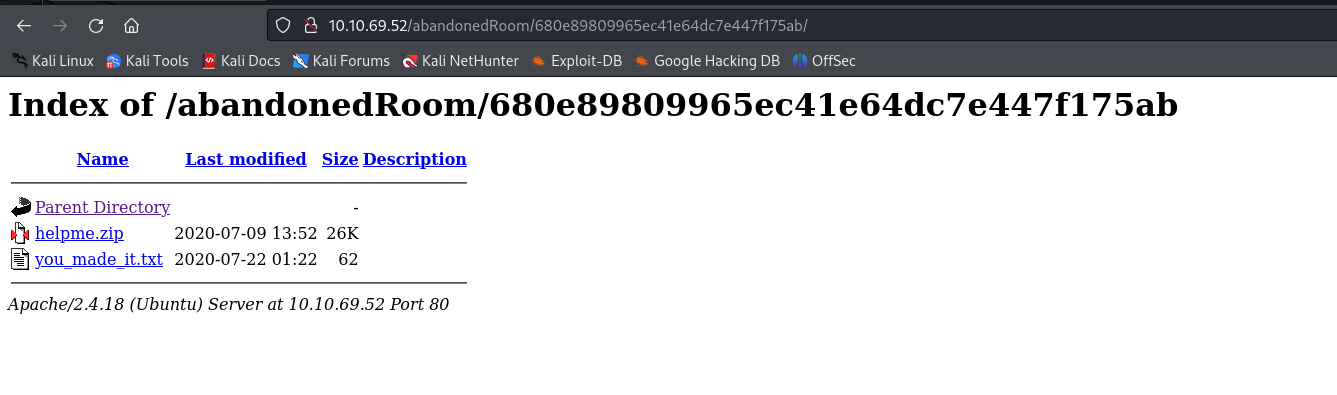 10.10.69.52/abandonedRoom/680e89809965ec41e64dc7e447f175ab/
Kali Linux Kali Tools Kali Docs Kali Forums Kali NetHunter Exploit-DB Google Hacking DB OffSec
Index of /abandonedRoom/680e89809965ec41e64dc7e447f175ab
Name Last modified Size Description
Parent Directory -
helpme.zip 2020-07-09 13:52 26K
you_made_it.txt 2020-07-22 01:22 62
Apache/2.4.18 (Ubuntu) Server at 10.10.69.52 Port 80